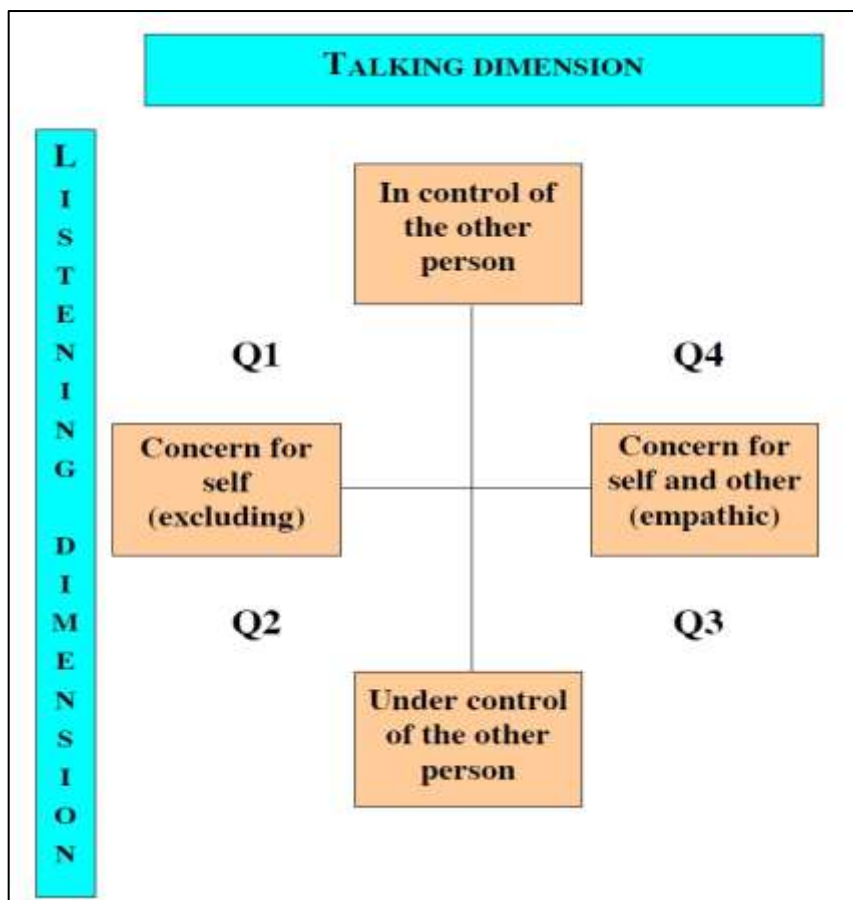 TALKING DIMENSION
LISTENING DIMENSION
In control of
the other
person
Q1
Q4
Concern for
self
(excluding)
Concern for
self and other
(empathic)
Q2
Q3
Under control
of the other
person